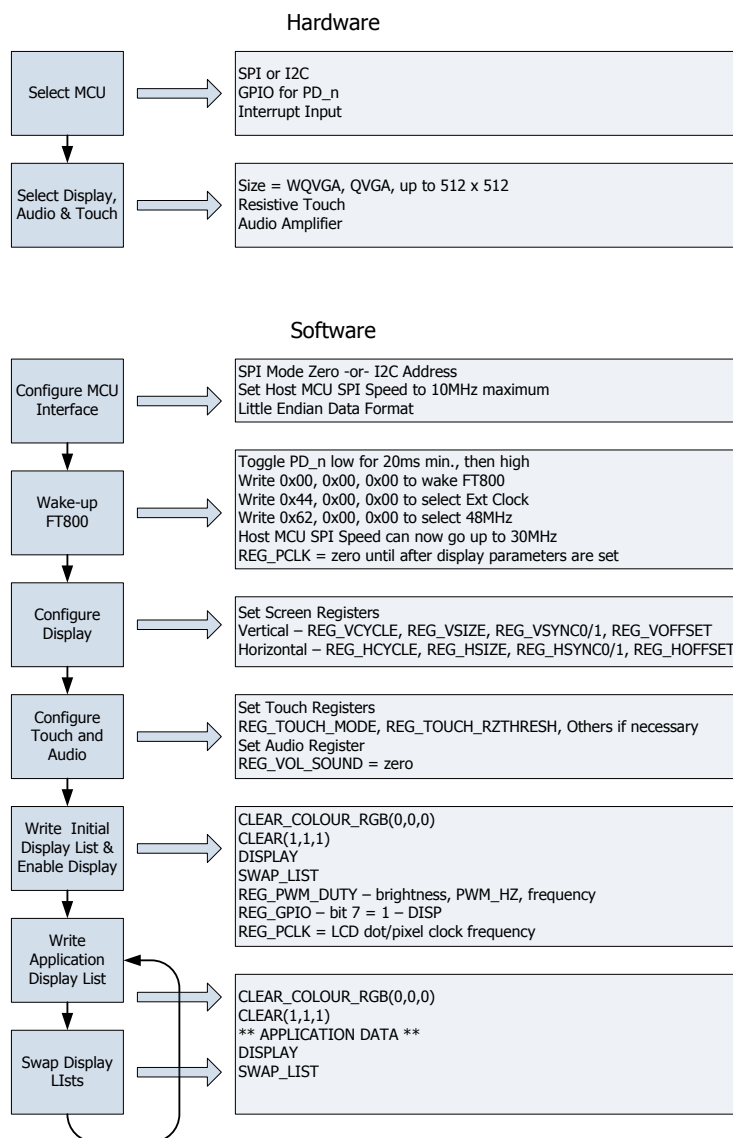 Hardware
Select MCU
SPI or I2C
GPIO for PD_n
Interrupt Input
Select Display,
Audio & Touch
Size = WQVGA, QVGA, up to 512 x 512
Resistive Touch
Audio Amplifier
Software
Configure MCU
Interface
SPI Mode Zero -or- I2C Address
Set Host MCU SPI Speed to 10MHz maximum
Little Endian Data Format
Wake-up
FT800
Toggle PD_n low for 20ms min., then high
Write 0x00, 0x00, 0x00 to wake FT800
Write 0x44, 0x00, 0x00 to select Ext Clock
Write 0x62, 0x00, 0x00 to select 48MHz
Host MCU SPI Speed can now go up to 30MHz
REG_PCLK = zero until after display parameters are set
Configure
Display
Set Screen Registers
Vertical – REG_VCYCLE, REG_VSIZE, REG_VSYNC0/1, REG_VOFFSET
Horizontal – REG_HCYCLE, REG_HSIZE, REG_HSYNC0/1, REG_HOFFSET
Configure
Touch and
Audio
Set Touch Registers
REG_TOUCH_MODE, REG_TOUCH_RZTHRESH, Others if necessary
Set Audio Register
REG_VOL_SOUND = zero
Write Initial
Display List &
Enable Display
CLEAR_COLOUR_RGB(0,0,0)
CLEAR(1,1,1)
DISPLAY
SWAP_LIST
REG_PWM_DUTY – brightness, PWM_HZ, frequency
REG_GPIO – bit 7 = 1 – DISP
REG_PCLK = LCD dot/pixel clock frequency
Write
Application
Display List
CLEAR_COLOUR_RGB(0,0,0)
CLEAR(1,1,1)
** APPLICATION DATA **
DISPLAY
SWAP_LIST
Swap Display
LIsts